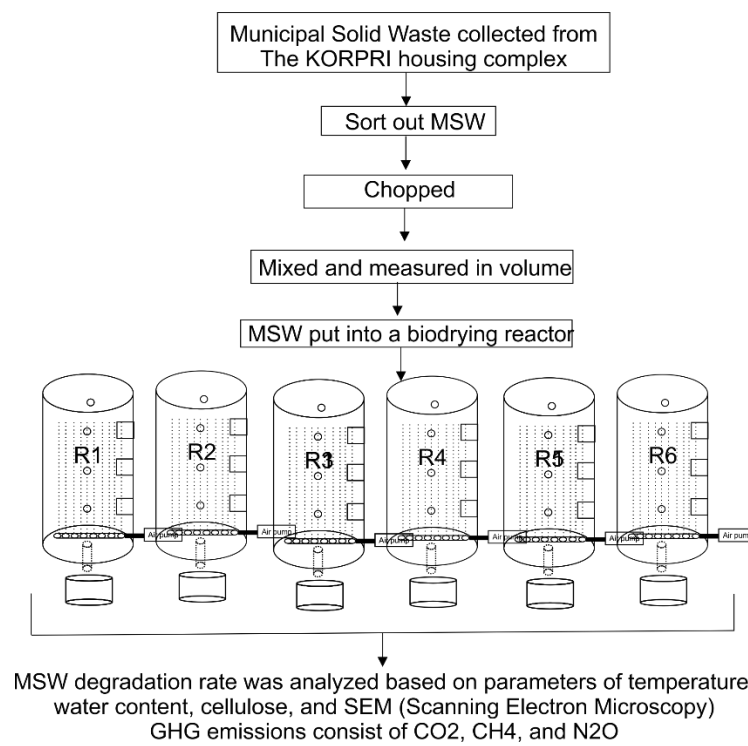 Municipal Solid Waste collected from
The KORPRI housing complex
Sort out MSW
Chopped
Mixed and measured in volume
MSW put into a biodrying reactor
R1
R2
R3
R4
R5
R6
Air pump
Air pump
Air pump
Air pump
Air pump
Air pump
MSW degradation rate was analyzed based on parameters of temperature
water content, cellulose, and SEM (Scanning Electron Microscopy)
GHG emissions consist of CO2, CH4, and N2O